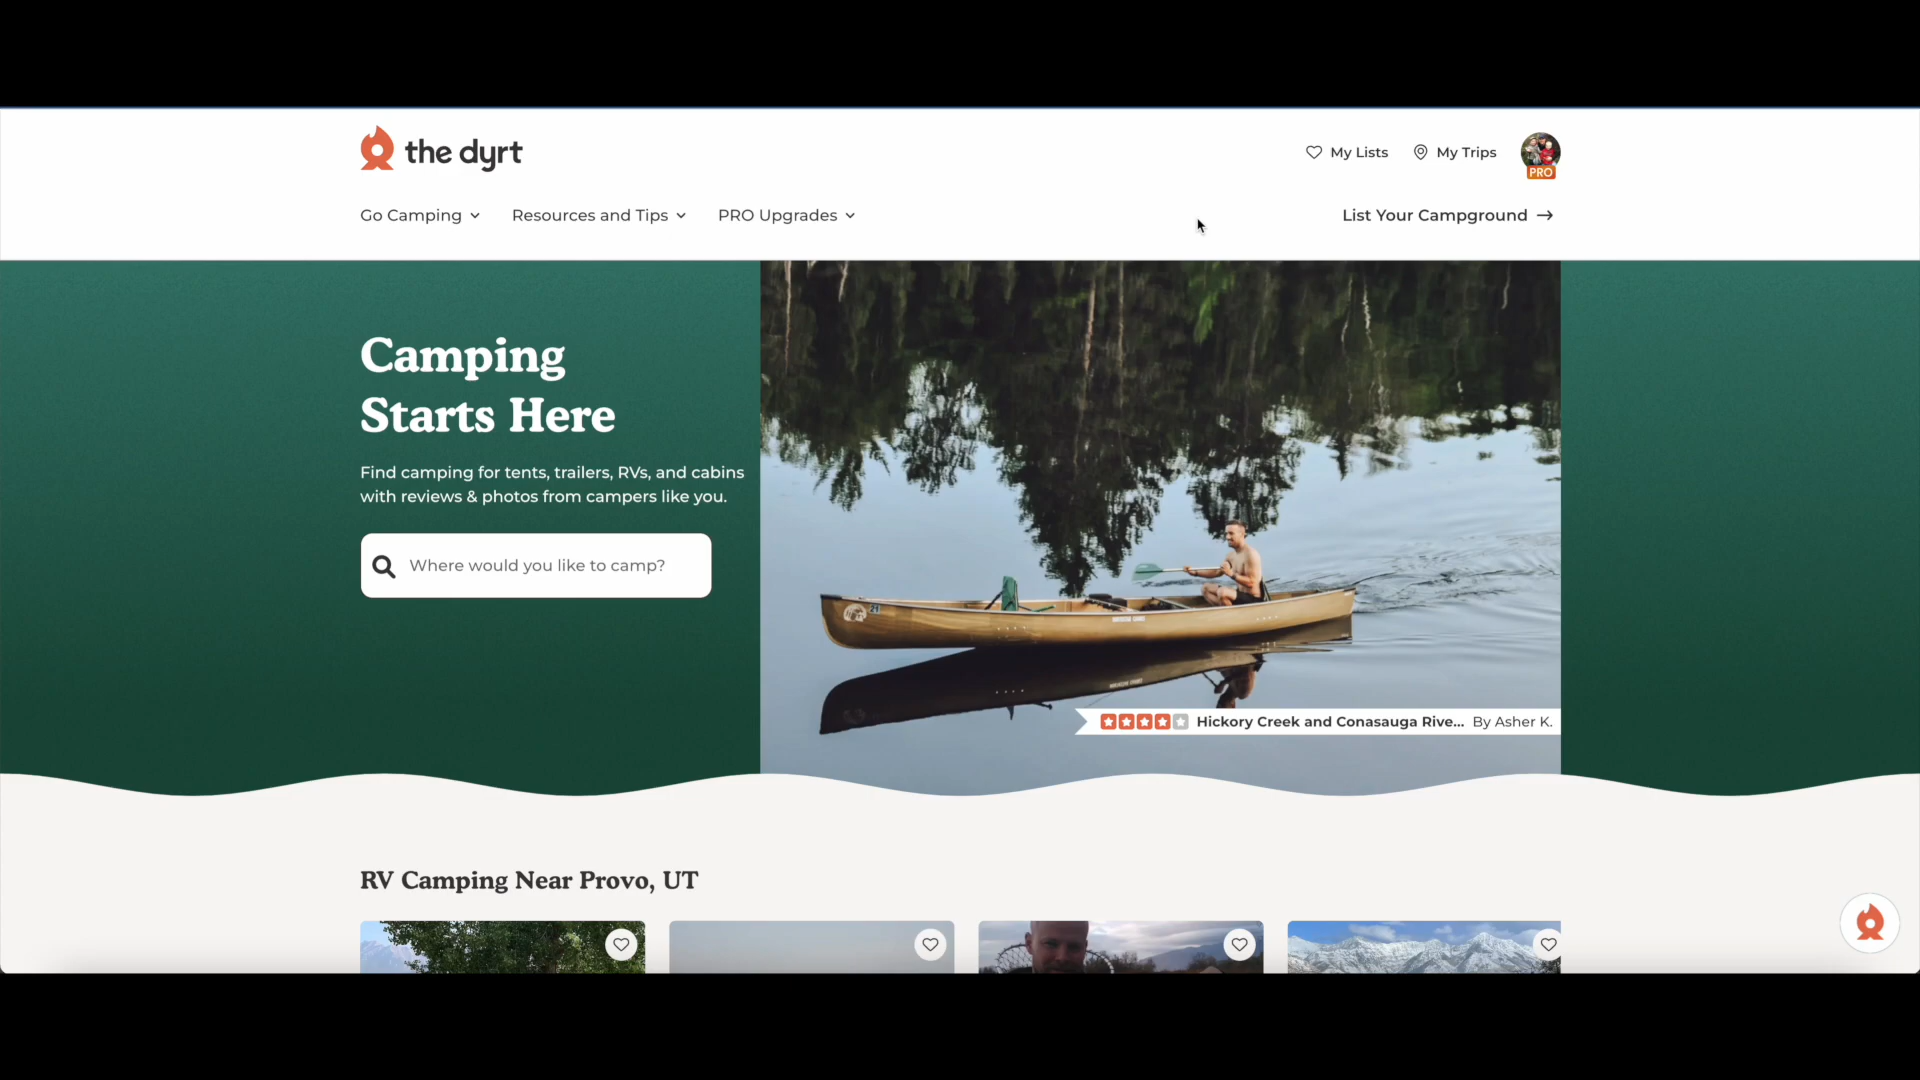 the dyrt
My Lists
My Trips
PRO
Go Camping
Resources and Tips
PRO Upgrades
List Your Campground
Camping
Starts Here
Find camping for tents, trailers, RVs, and cabins
with reviews & photos from campers like you.
Where would you like to camp?
Hickory Creek and Conasauga Rive... By Asher K.
RV Camping Near Provo, UT